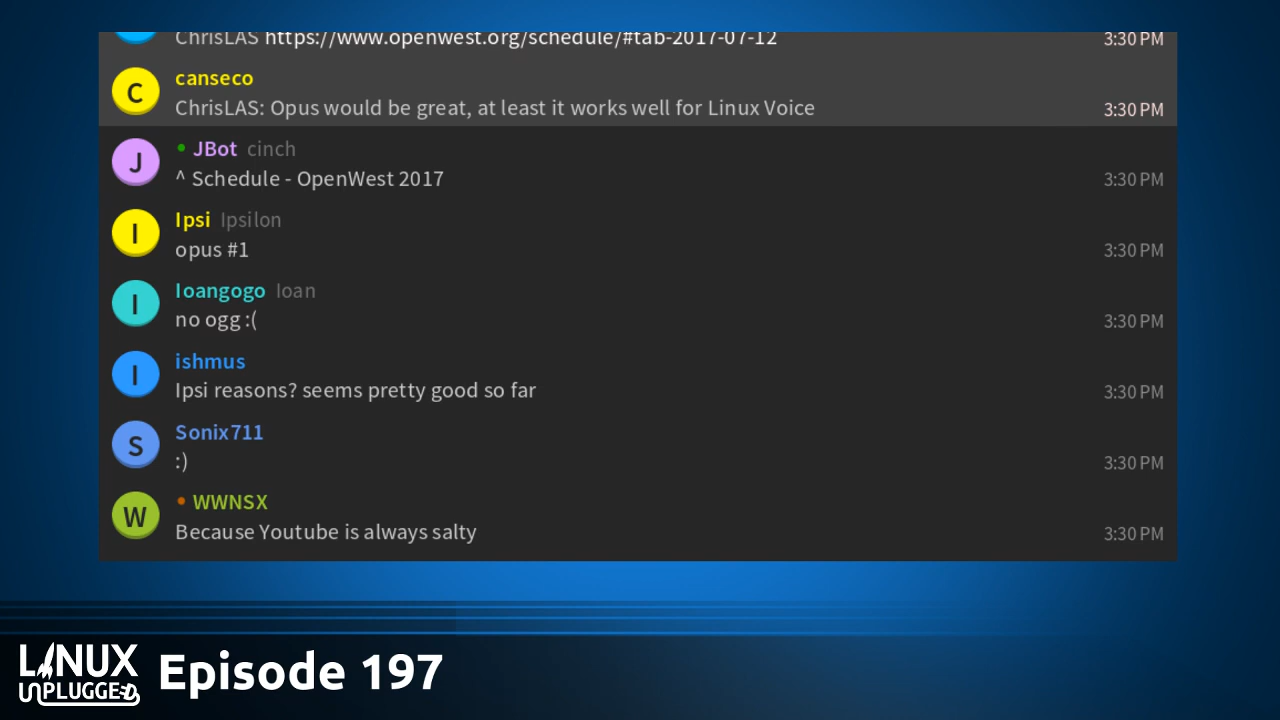 ChrisLAS https://www.openwest.org/schedule/#tab-2017-07-12 3:30 PM
C canseco
ChrisLAS: Opus would be great, at least it works well for Linux Voice 3:30 PM
J JBot cinch
^ Schedule - OpenWest 2017 3:30 PM
I Ipsi Ipsilon
opus #1 3:30 PM
I Ioangogo Ioan
no ogg :( 3:30 PM
I ishmus
Ipsi reasons? seems pretty good so far 3:30 PM
S Sonix711
:) 3:30 PM
W WWNSX
Because Youtube is always salty 3:30 PM
LINUX
UNPLUGGED
Episode 197